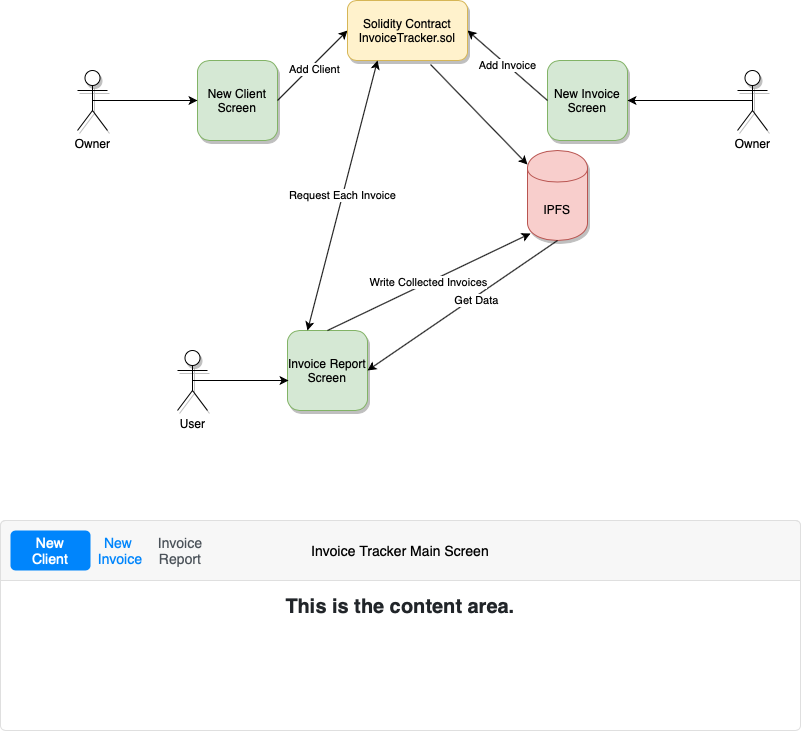 Solidity Contract
InvoiceTracker.sol
Add Client
Add Invoice
New Client
Screen
New Invoice
Screen
Owner
Owner
Request Each Invoice
IPFS
Write Collected Invoices
Get Data
Invoice Report
Screen
User
New
Client
New
Invoice
Invoice
Report
Invoice Tracker Main Screen
This is the content area.